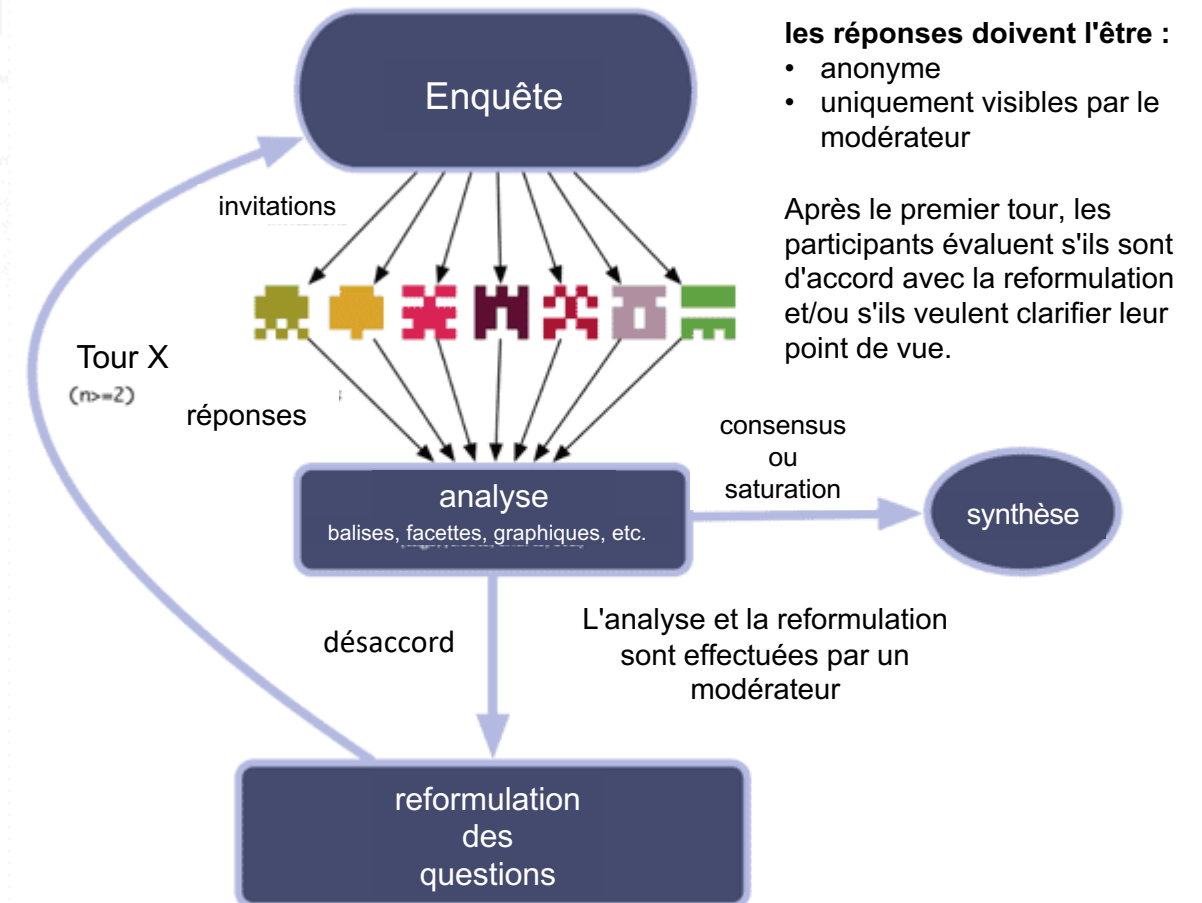 Enquête
les réponses doivent l'être :
• anonyme
• uniquement visibles par le
modérateur
Après le premier tour, les
participants évaluent s'ils sont
d'accord avec la reformulation
et/ou s'ils veulent clarifier leur
point de vue.
invitations
Tour X
(n>=2)
réponses
analyse
balises, facettes, graphiques, etc.
consensus
ou
saturation
synthèse
désaccord
L'analyse et la reformulation
sont effectuées par un
modérateur
reformulation
des
questions